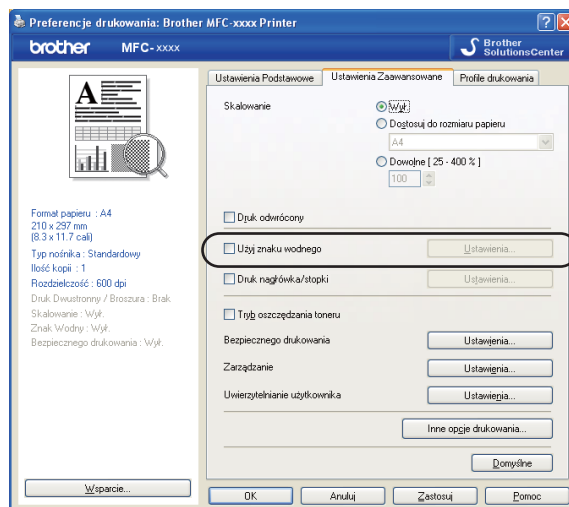 Preferencje drukowania: Brother MFC-xxxx Printer
brother MFC-xxxx
Brother
SolutionsCenter
Ustawienia Podstawowe Ustawienia Zaawansowane Profile drukowania
Skalowanie
Wył.
Dostosuj do rozmiaru papieru
A4
Dowolne [ 25 - 400 % ]
100
Format papieru : A4
210 x 297 mm
(8.3 x 11.7 cali)
Typ nośnika : Standardowy
Ilość kopii : 1
Rozdzielczość : 600 dpi
Druk Dwustronny / Broszura : Brak
Skalowanie : Wył.
Znak Wodny : Wył.
Bezpiecznego drukowania : Wył.
Druk odwrócony
Użyj znaku wodnego Ustawienia...
Druk nagłówka/stopki Ustawienia...
Tryb oszczędzania toneru
Bezpiecznego drukowania Ustawienia...
Zarządzanie Ustawienia...
Uwierzytelnianie użytkownika Ustawienia...
Inne opcje drukowania...
Domyślne
Wsparcie...
OK Anuluj Zastosuj Pomoc